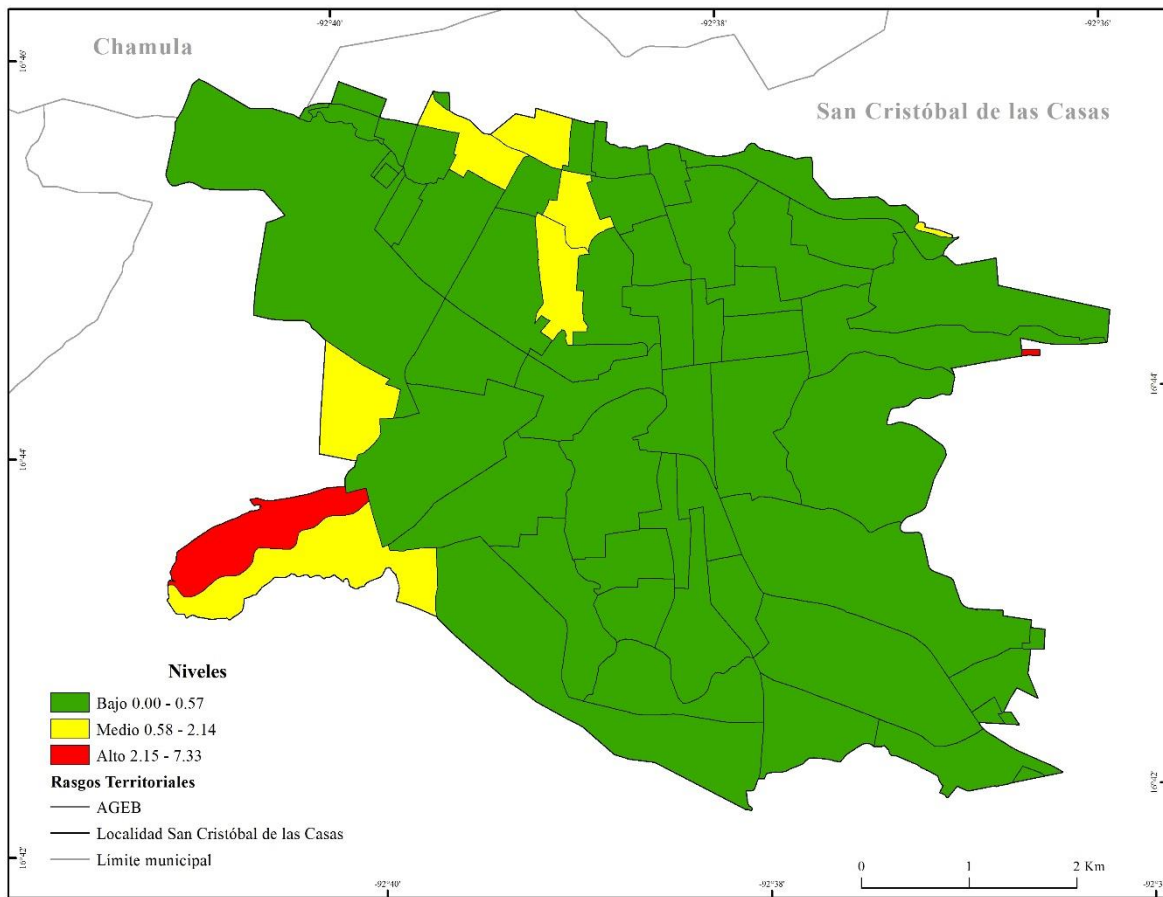 -92°40'
-92°38'
-92°36'
Chamula
16°46'
San Cristóbal de las Casas
16°44'
16°44'
Niveles
Bajo 0.00 - 0.57
Medio 0.58 - 2.14
Alto 2.15 - 7.33
Rasgos Territoriales
AGEB
Localidad San Cristóbal de las Casas
Límite municipal
16°42'
16°42'
0 1 2 Km
-92°40'
-92°38'